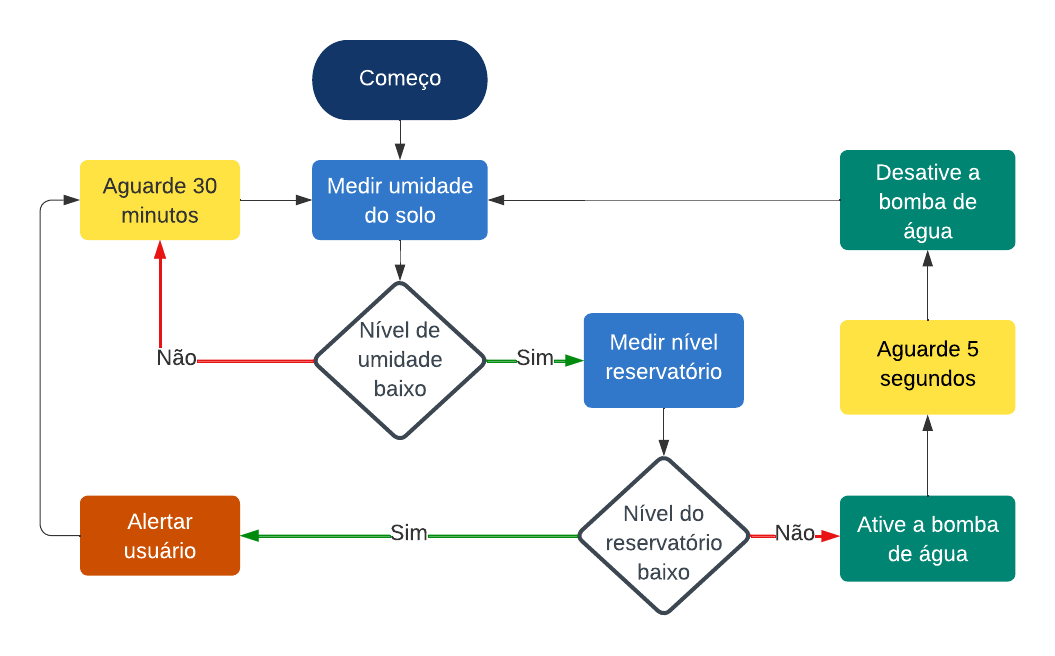 Começo
Aguarde 30
minutos
Medir umidade
do solo
Desative a
bomba de
água
Nível de
umidade
baixo
Não
Sim
Medir nível
reservatório
Aguarde 5
segundos
Alertar
usuário
Sim
Nível do
reservatório
baixo
Não
Ative a bomba
de água